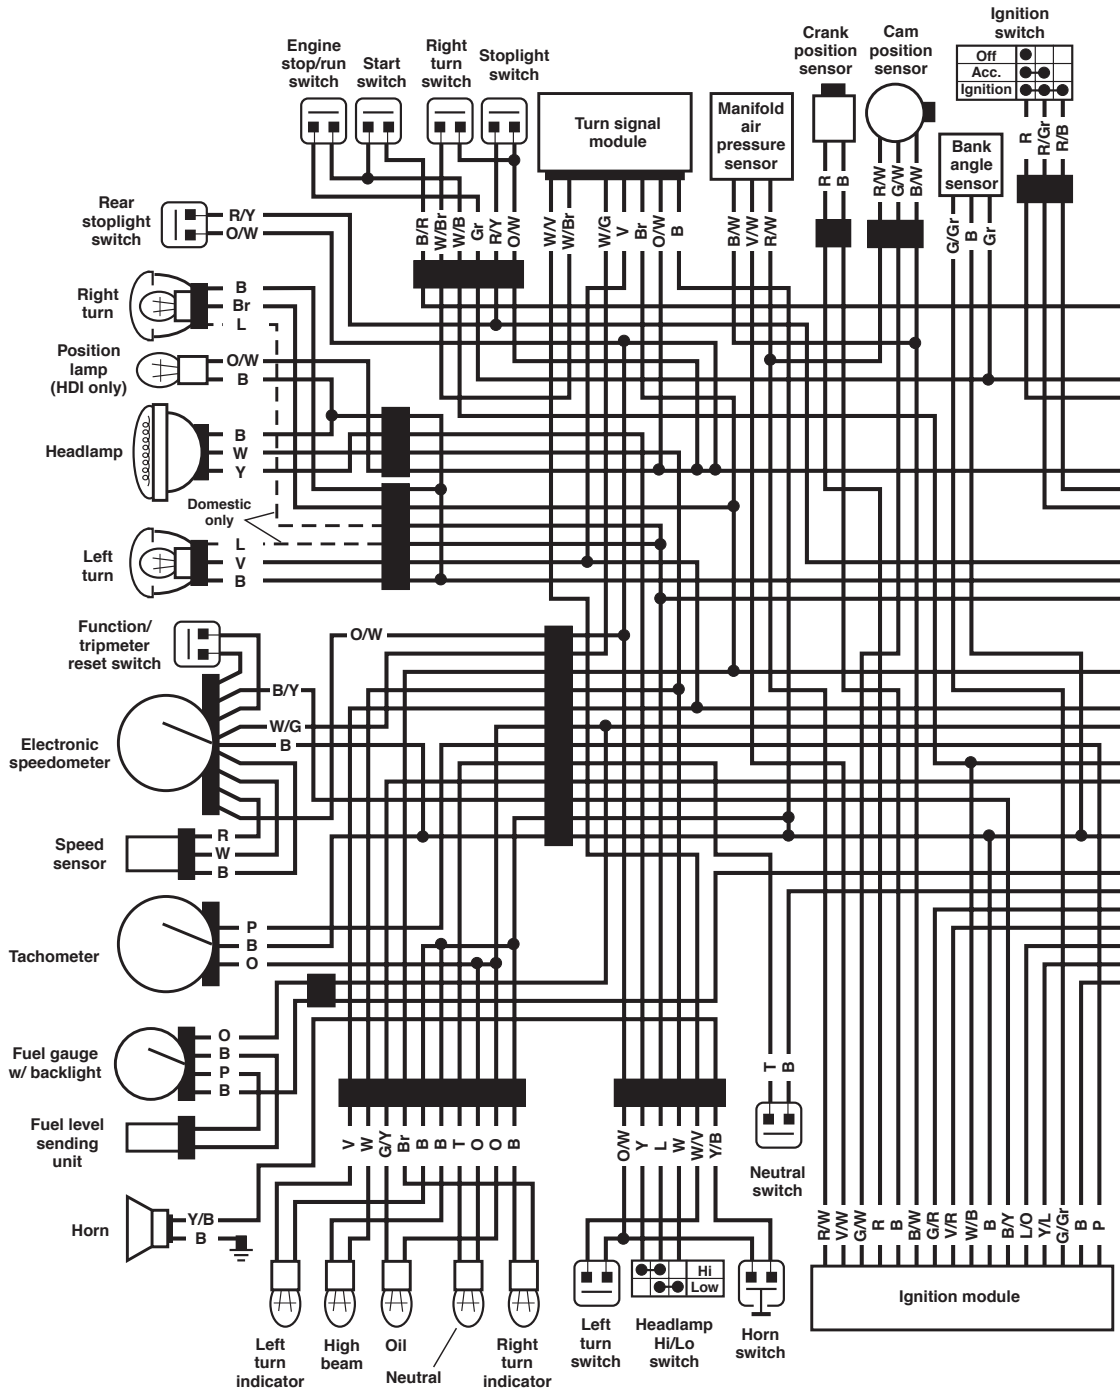 Ignition
switch
Off
Acc.
Ignition
Crank
position
sensor
Cam
position
sensor
Engine
stop/run
switch
Start
switch
Right
turn
switch
Stoplight
switch
Turn signal
module
Manifold
air
pressure
sensor
Bank
angle
sensor
R
R/Gr
R/B
R
B
R/W
G/W
B/W
G/Gr
B
Gr
B/R
W/Br
W/B
Gr
R/Y
O/W
W/V
W/Br
W/G
V
Br
O/W
B
B/W
V/W
R/W
Rear
stoplight
switch
R/Y
O/W
Right
turn
B
Br
L
Position
lamp
(HDI only)
O/W
B
Headlamp
B
W
Y
Domestic
only
Left
turn
L
V
B
Function/
tripmeter
reset switch
O/W
B/Y
W/G
B
Electronic
speedometer
Speed
sensor
R
W
B
Tachometer
P
B
O
Fuel gauge
w/ backlight
O
B
P
B
Fuel level
sending
unit
Horn
Y/B
B
V
W
G/Y
Br
B
B
T
O
O
B
O/W
Y
L
W
W/V
Y/B
T
B
Neutral
switch
R/W
V/W
G/W
R
B
B/W
G/R
V/R
W/B
B
B/Y
L/O
Y/L
G/Gr
B
P
Ignition module
Left
turn
indicator
High
beam
Oil
Neutral
Right
turn
indicator
Left
turn
switch
Hi
Low
Headlamp
Hi/Lo
switch
Horn
switch